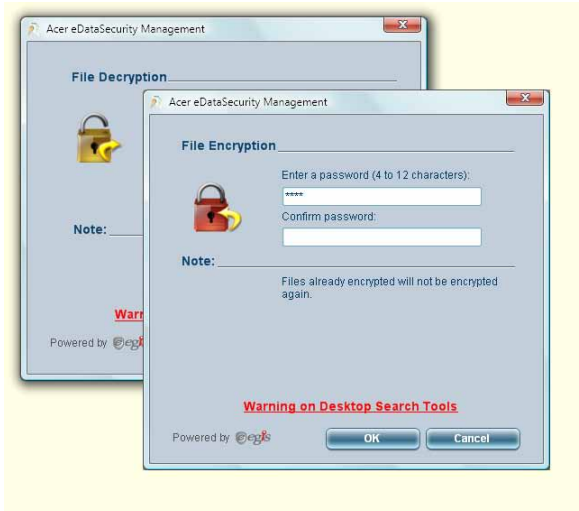 Acer eDataSecurity Management
File Decryption
Note:
Powered by egis
Acer eDataSecurity Management
File Encryption
Enter a password (4 to 12 characters):
****
Confirm password:
Note:
Files already encrypted will not be encrypted
again.
Warning on Desktop Search Tools
Powered by egis
OK
Cancel